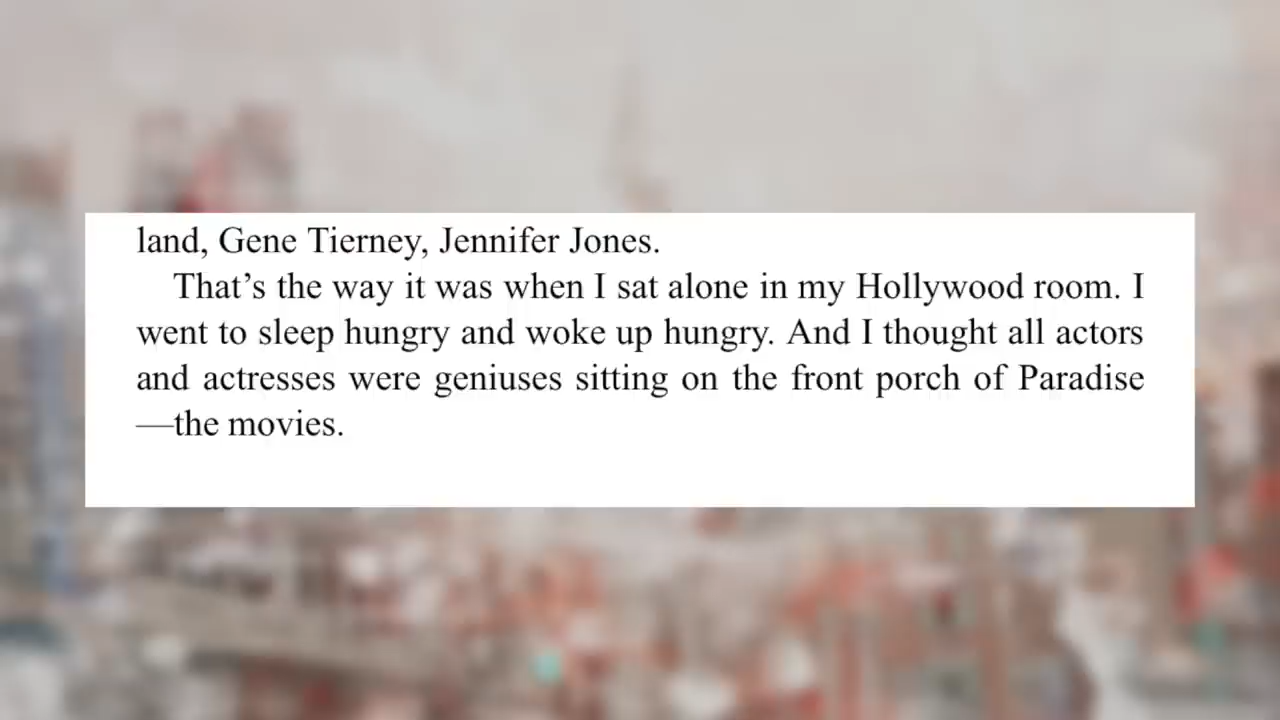 land, Gene Tierney, Jennifer Jones.
That’s the way it was when I sat alone in my Hollywood room. I
went to sleep hungry and woke up hungry. And I thought all actors
and actresses were geniuses sitting on the front porch of Paradise
—the movies.